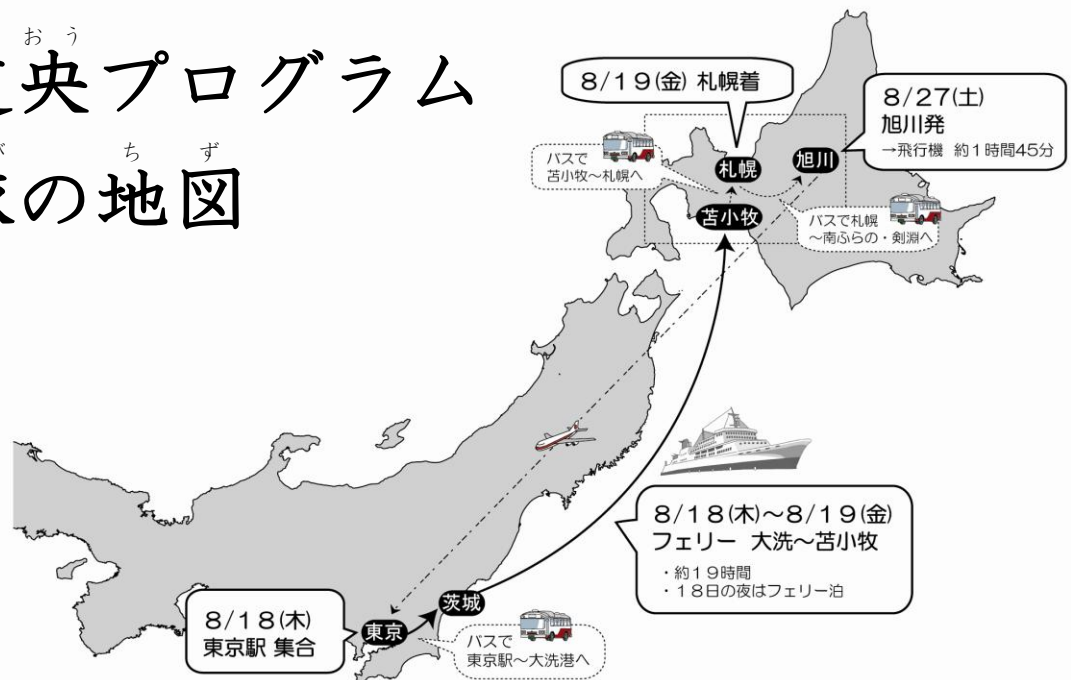 おう
央プログラム
ちず
の地図
8/19(金) 札幌着
8/27(土)
旭川発
→飛行機 約1時間45分
バスで
苫小牧～札幌へ
札幌
旭川
苫小牧
バスで札幌
～南ふらの・剣淵へ
8/18(木)～8/19(金)
フェリー 大洗～苫小牧
・約19時間
・18日の夜はフェリー泊
茨城
8/18(木)
東京駅 集合
東京
バスで
東京駅～大洗港へ